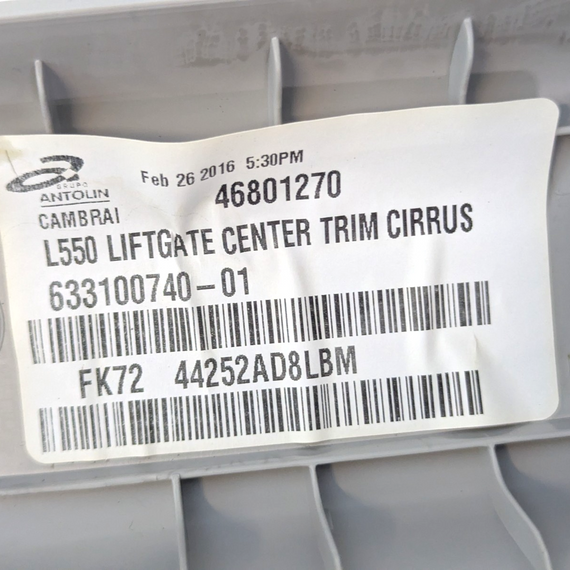 GRUPO
ANTOLIN
CAMBRAI
Feb 26 2016 5:30PM
46801270
L550 LIFTGATE CENTER TRIM CIRRUS
633100740-01
FK72 44252AD8LBM